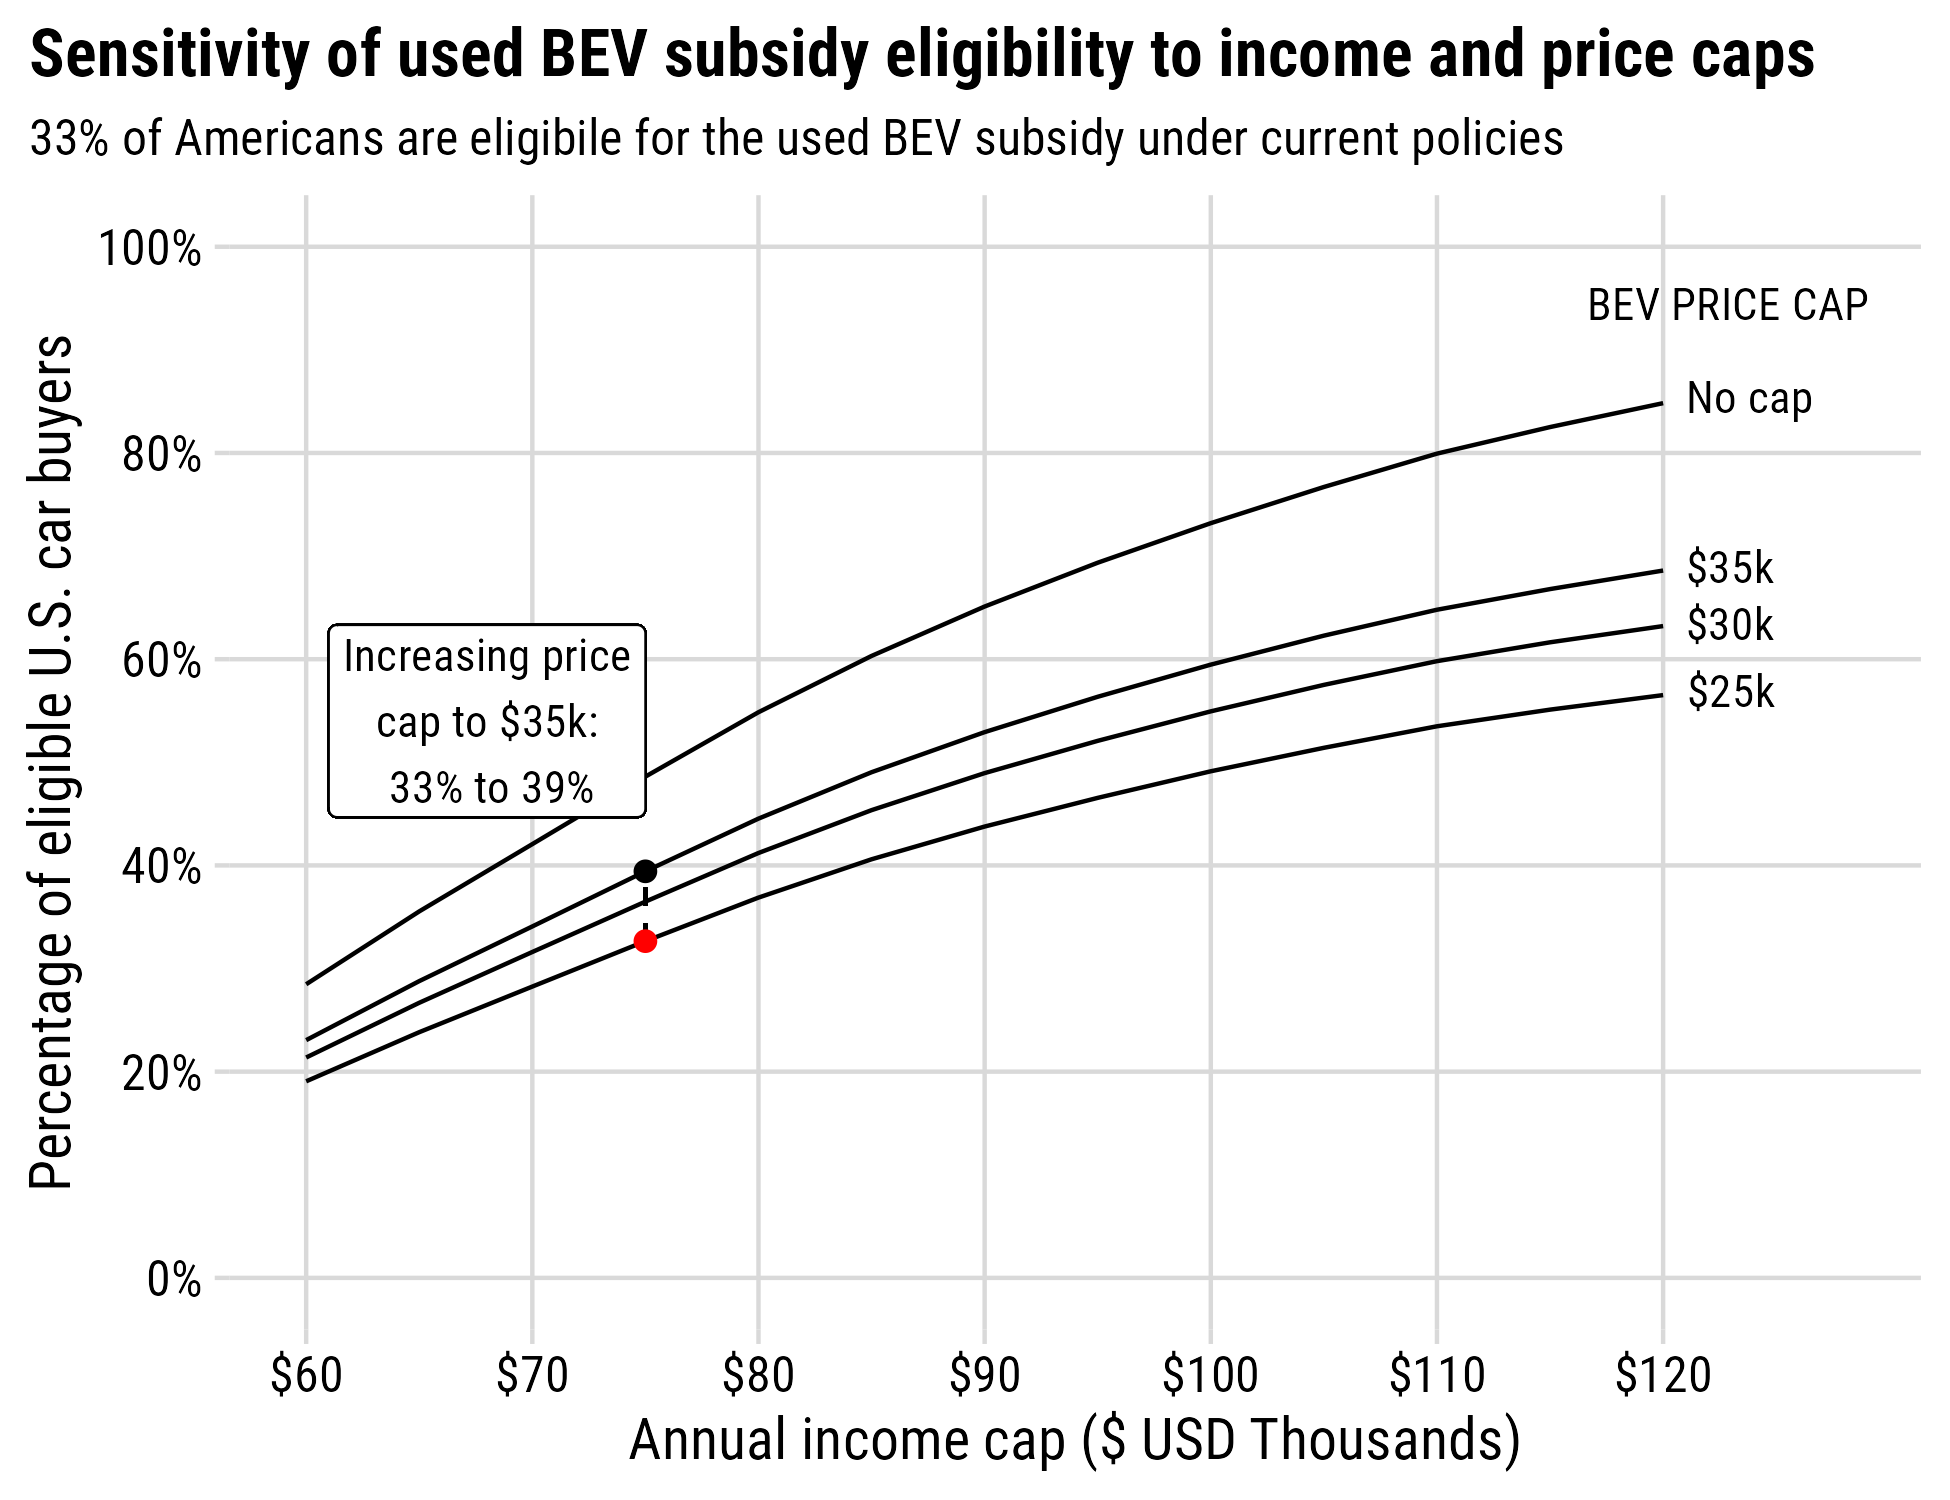 Sensitivity of used BEV subsidy eligibility to income and price caps
33% of Americans are eligibile for the used BEV subsidy under current policies
Percentage of eligible U.S. car buyers
100%
80%
60%
40%
20%
0%
BEV PRICE CAP
No cap
$35k
$30k
$25k
Increasing price
cap to $35k:
33% to 39%
$60
$70
$80
$90
$100
$110
$120
Annual income cap ($ USD Thousands)